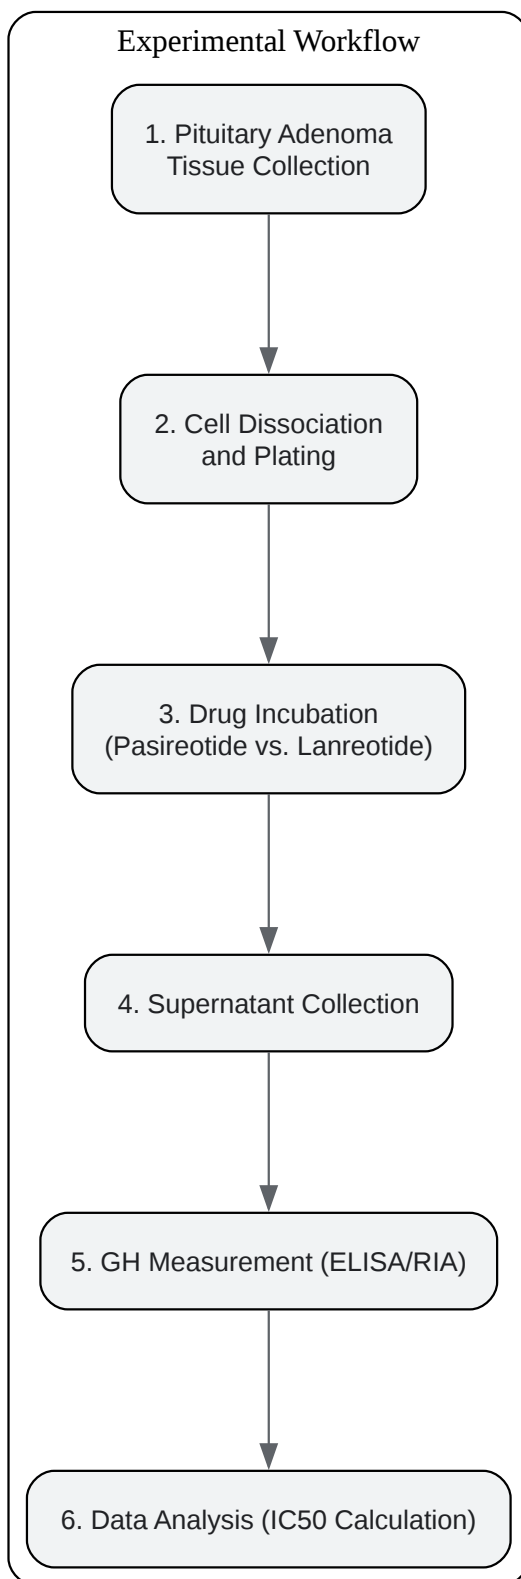 Experimental Workflow
1. Pituitary Adenoma
Tissue Collection
2. Cell Dissociation
and Plating
3. Drug Incubation
(Pasireotide vs. Lanreotide)
4. Supernatant Collection
5. GH Measurement (ELISA/RIA)
6. Data Analysis (IC50 Calculation)